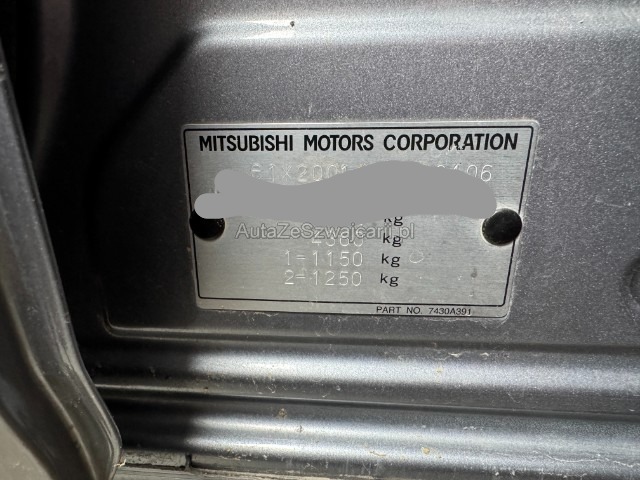 MITSUBISHI MOTORS CORPORATION
kg
AutaZeSzwajcarii.pl
kg
1-1150 kg
2-1250 kg
PART NO. 7430A391